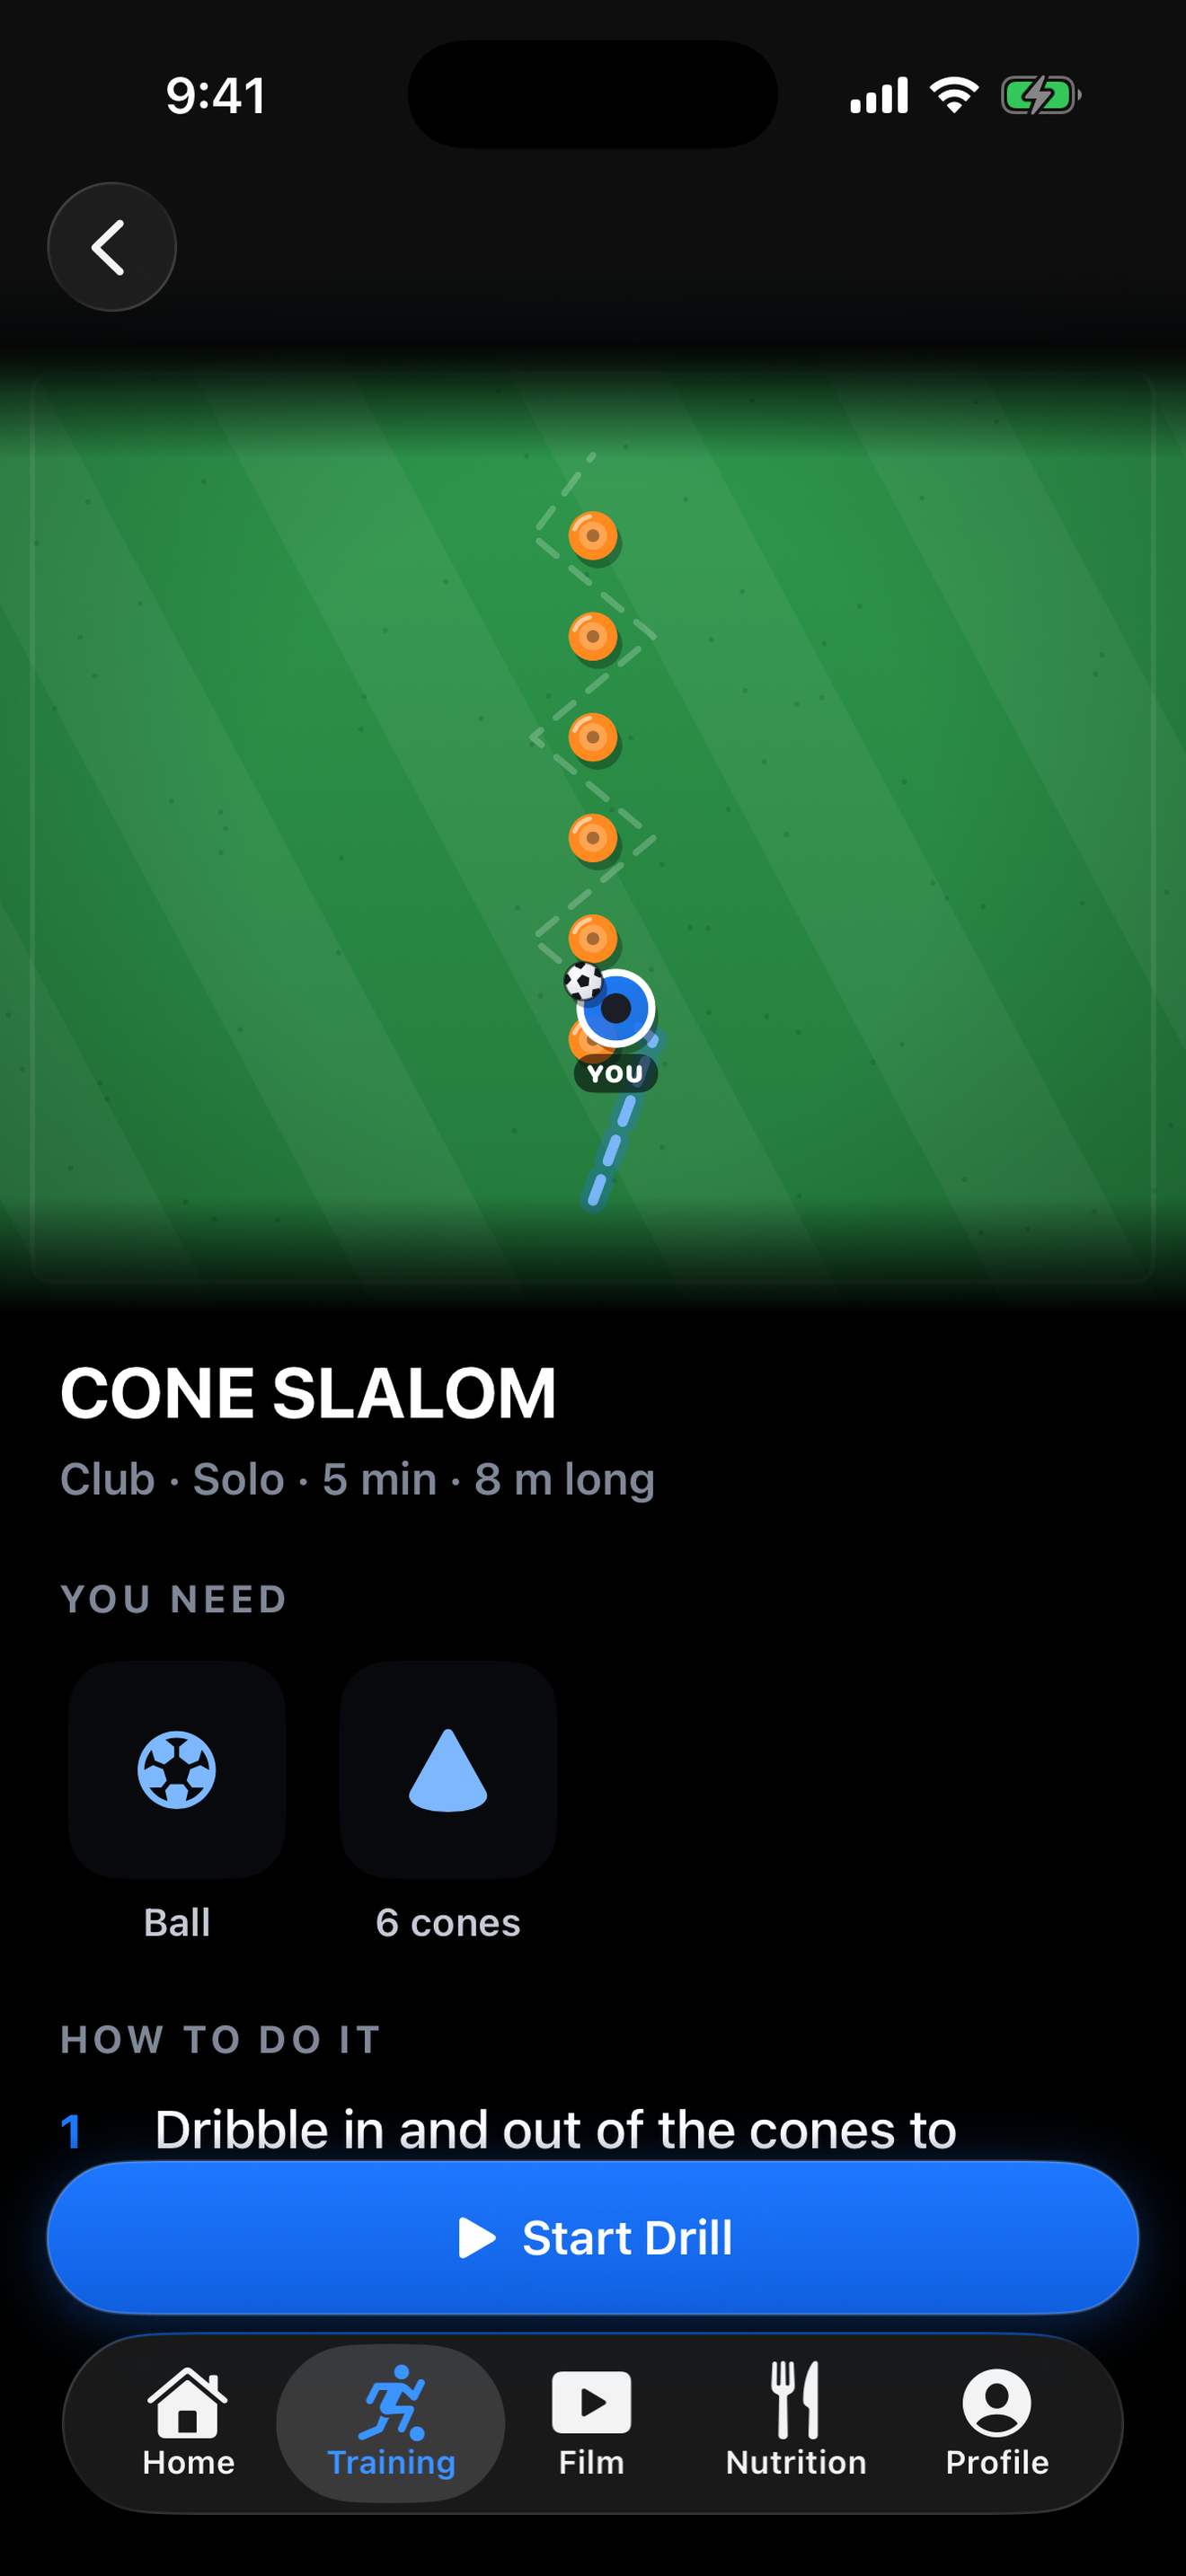 9:41
YOU
CONE SLALOM
Club · Solo · 5 min · 8 m long
YOU NEED
Ball
6 cones
HOW TO DO IT
1 Dribble in and out of the cones to
Start Drill
Home
Training
Film
Nutrition
Profile